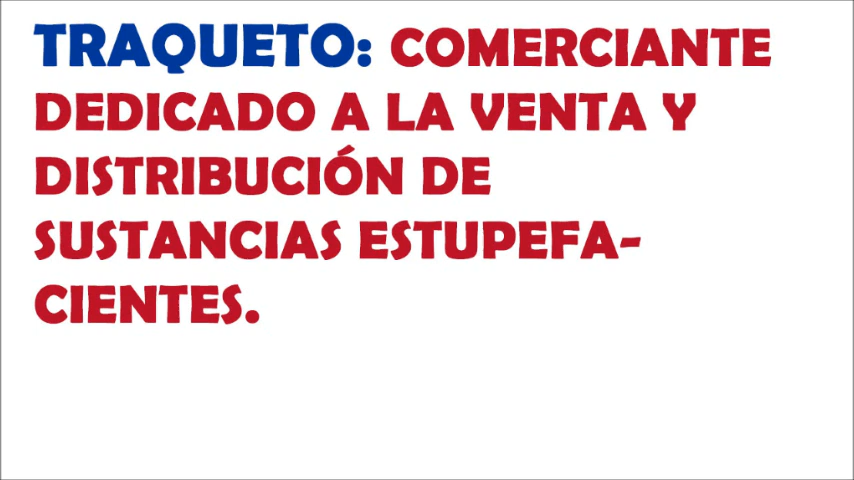 TRAQUETO: COMERCIANTE
DEDICADO A LA VENTA Y
DISTRIBUCIÓN DE
SUSTANCIAS ESTUPEFA-
CIENTES.